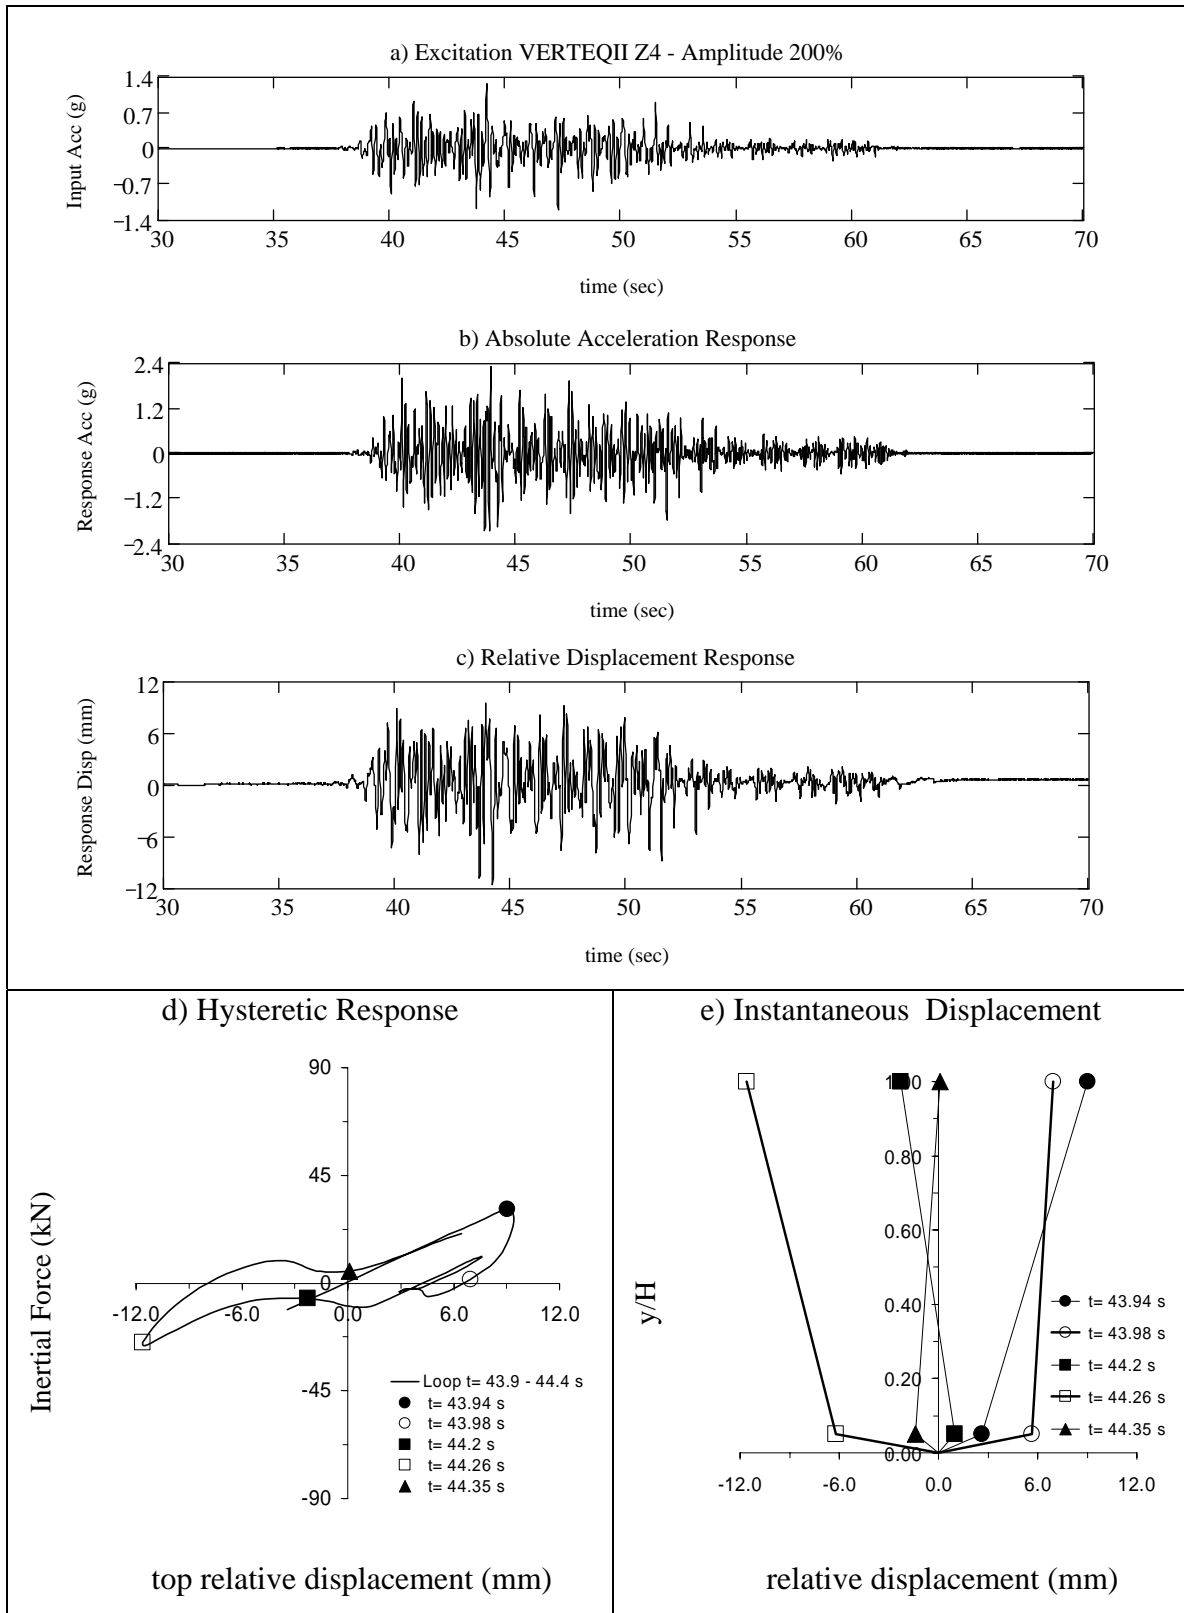 a) Excitation VERTEQII Z4 - Amplitude 200%
Input Acc (g)
1.4
0.7
0
−0.7
−1.4
30 35 40 45 50 55 60 65 70
time (sec)
b) Absolute Acceleration Response
Response Acc (g)
2.4
1.2
0
−1.2
−2.4
30 35 40 45 50 55 60 65 70
time (sec)
c) Relative Displacement Response
Response Disp (mm)
12
6
0
−6
−12
30 35 40 45 50 55 60 65 70
time (sec)
d) Hysteretic Response
Inertial Force (kN)
90
45
0
-12.0 -6.0 0.0 6.0 12.0
-45
-90
Loop t= 43.9 - 44.4 s
t= 43.94 s
t= 43.98 s
t= 44.2 s
t= 44.26 s
t= 44.35 s
top relative displacement (mm)
e) Instantaneous Displacement
y/H
1.00
0.80
0.60
0.40
0.20
0.00
-12.0 -6.0 0.0 6.0 12.0
t= 43.94 s
t= 43.98 s
t= 44.2 s
t= 44.26 s
t= 44.35 s
relative displacement (mm)